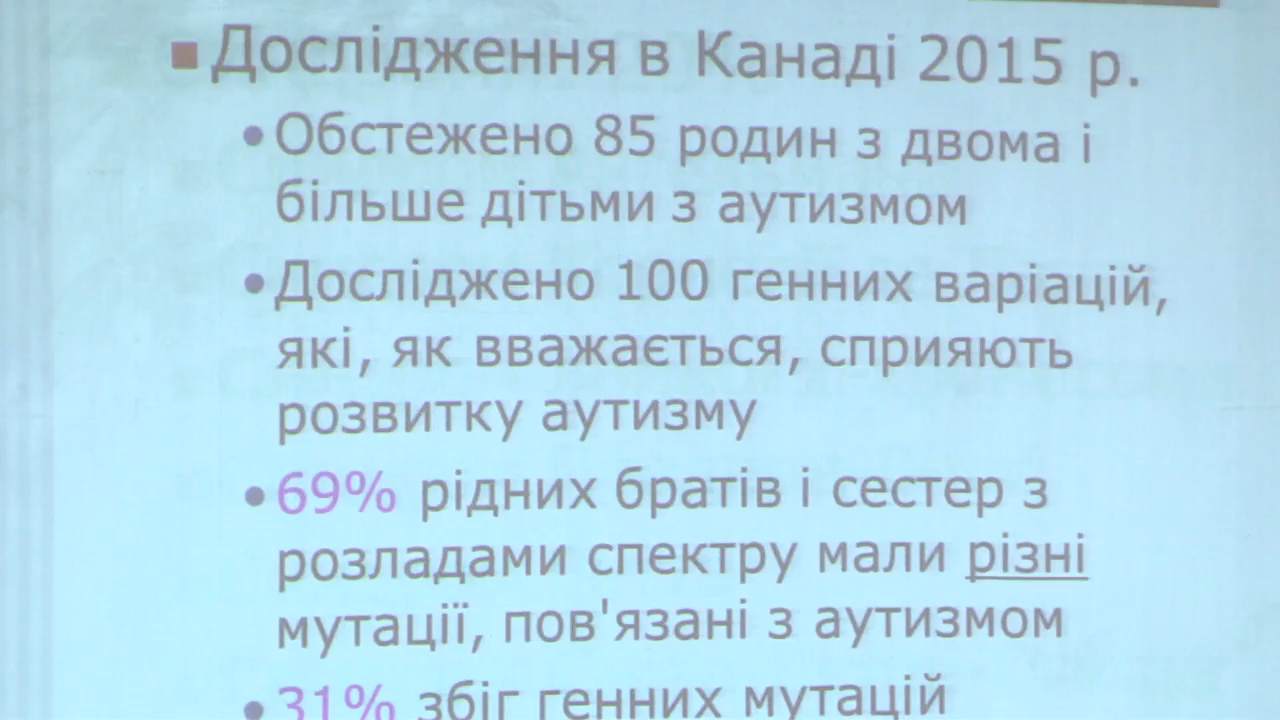 Дослідження в Канаді 2015 р.
Обстежено 85 родин з двома і
більше дітьми з аутизмом
Досліджено 100 генних варіацій,
які, як вважається, сприяють
розвитку аутизму
69% рідних братів і сестер з
розладами спектру мали різні
мутації, пов'язані з аутизмом
31% збіг генних мутацій